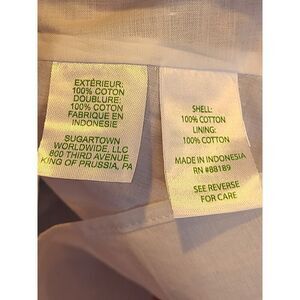 EXTÉRIEUR:
100% COTON
DOUBLURE:
100% COTON
FABRIQUE EN
INDONESIE
SUGARTOWN
WORLDWIDE, LLC
800 THIRD AVENUE
KING OF PRUSSIA, PA
SHELL:
100% COTTON
LINING:
100% COTTON
MADE IN INDONESIA
RN #88189
SEE REVERSE
FOR CARE